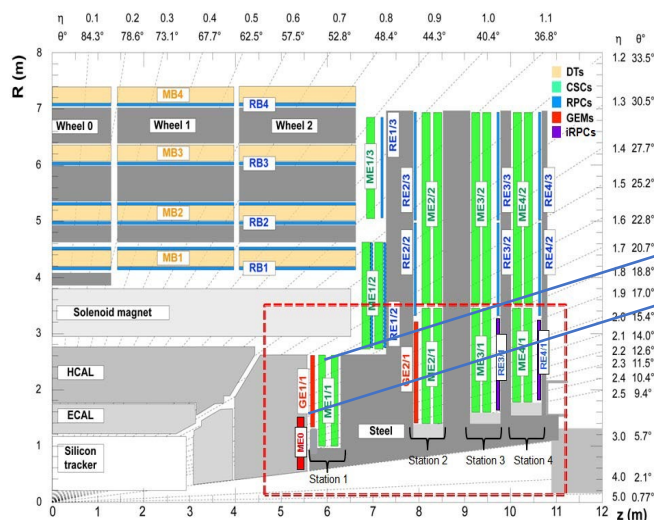 η 0.1 0.2 0.3 0.4 0.5 0.6 0.7 0.8 0.9 1.0 1.1
θ° 84.3° 78.6° 73.1° 67.7° 62.5° 57.5° 52.8° 48.4° 44.3° 40.4° 36.8° η θ°
R (m)
8
7
6
5
4
3
2
1
0
1.2 33.5°
1.3 30.5°
1.4 27.7°
1.5 25.2°
1.6 22.8°
1.7 20.7°
1.8 18.8°
1.9 17.0°
2.0 15.4°
2.1 14.0°
2.2 12.6°
2.3 11.5°
2.4 10.4°
2.5 9.4°
3.0 5.7°
4.0 2.1°
5.0 0.77°
DTs
CSCs
RPCs
GEMs
iRPCs
MB4
RB4
Wheel 0
Wheel 1
Wheel 2
MB3
RB3
MB2
RB2
MB1
RB1
ME1/3
RE1/3
RE2/3
ME2/2
ME3/2
RE3/3
ME4/2
RE4/3
RE2/2
RE3/2
RE4/2
ME1/2
RE1/2
Solenoid magnet
HCAL
ECAL
Silicon
tracker
GE1/1
ME1/1
ME0
GE2/1
ME2/1
ME3/1
RE3/1
ME4/1
RE4/1
Steel
Station 1
Station 2
Station 3
Station 4
0 1 2 3 4 5 6 7 8 9 10 11 12
z (m)